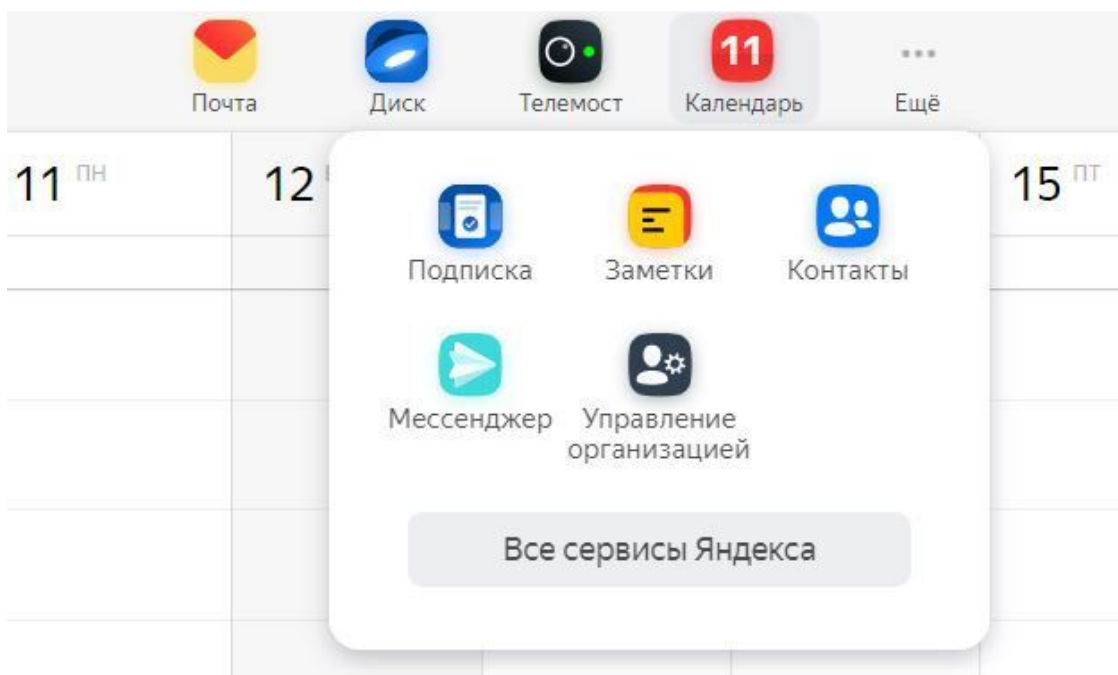 11
Почта
Диск
Телемост
Календарь
Ещё
11 ПН
12
15 ПТ
Подписка
Заметки
Контакты
Мессенджер
Управление
организацией
Все сервисы Яндекса